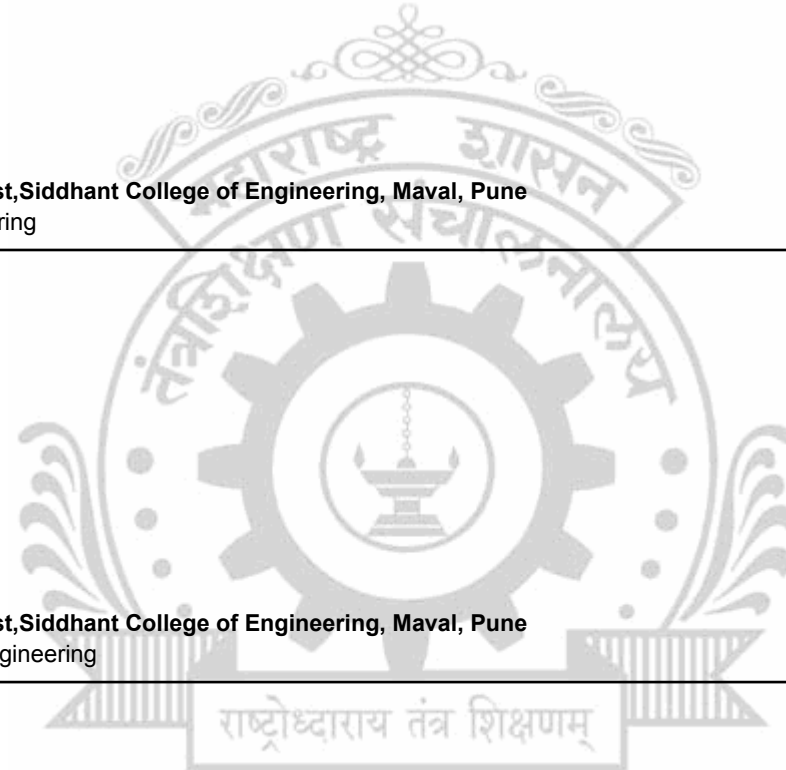 महाराष्ट्र शासन
st,Siddhant College of Engineering, Maval, Pune
ring
तंत्रशिक्षण संचालनालय
st,Siddhant College of Engineering, Maval, Pune
gineering
राष्ट्रोध्दाराय तंत्र शिक्षणम्